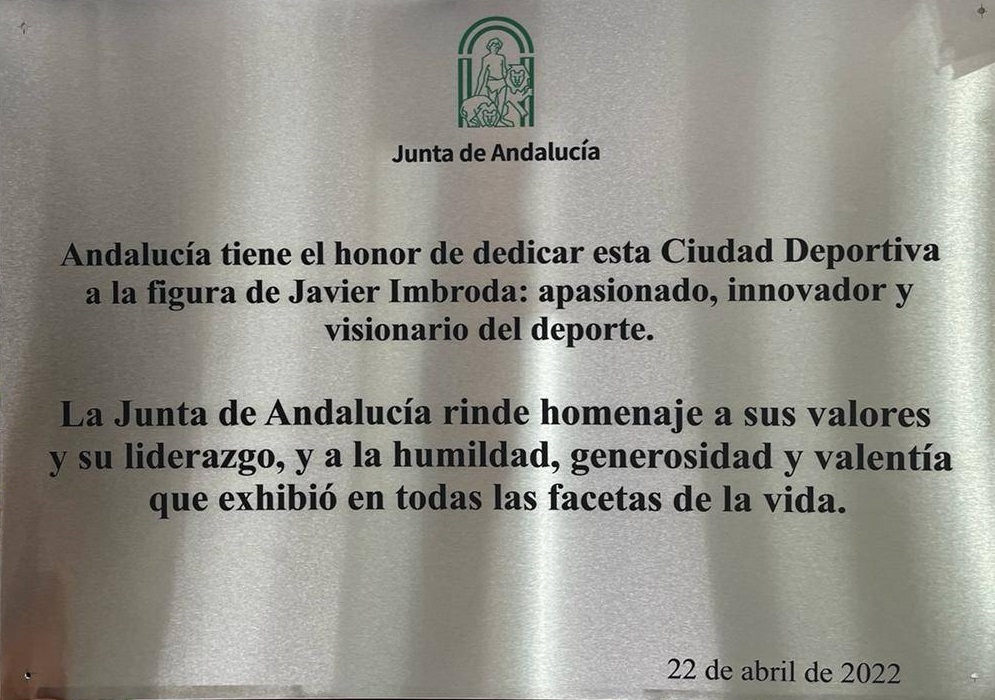 Junta de Andalucía
Andalucía tiene el honor de dedicar esta Ciudad Deportiva
a la figura de Javier Imbroda: apasionado, innovador y
visionario del deporte.
La Junta de Andalucía rinde homenaje a sus valores
y su liderazgo, y a la humildad, generosidad y valentía
que exhibió en todas las facetas de la vida.
22 de abril de 2022